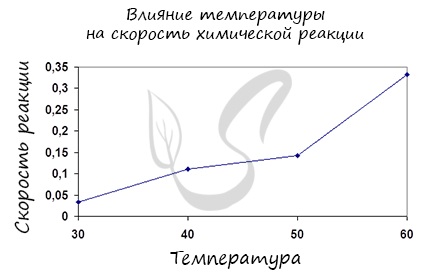 Влияние температуры
на скорость химической реакции
Скорость реакции
0,35
0,3
0,25
0,2
0,15
0,1
0,05
0
30 40 50 60
Температура